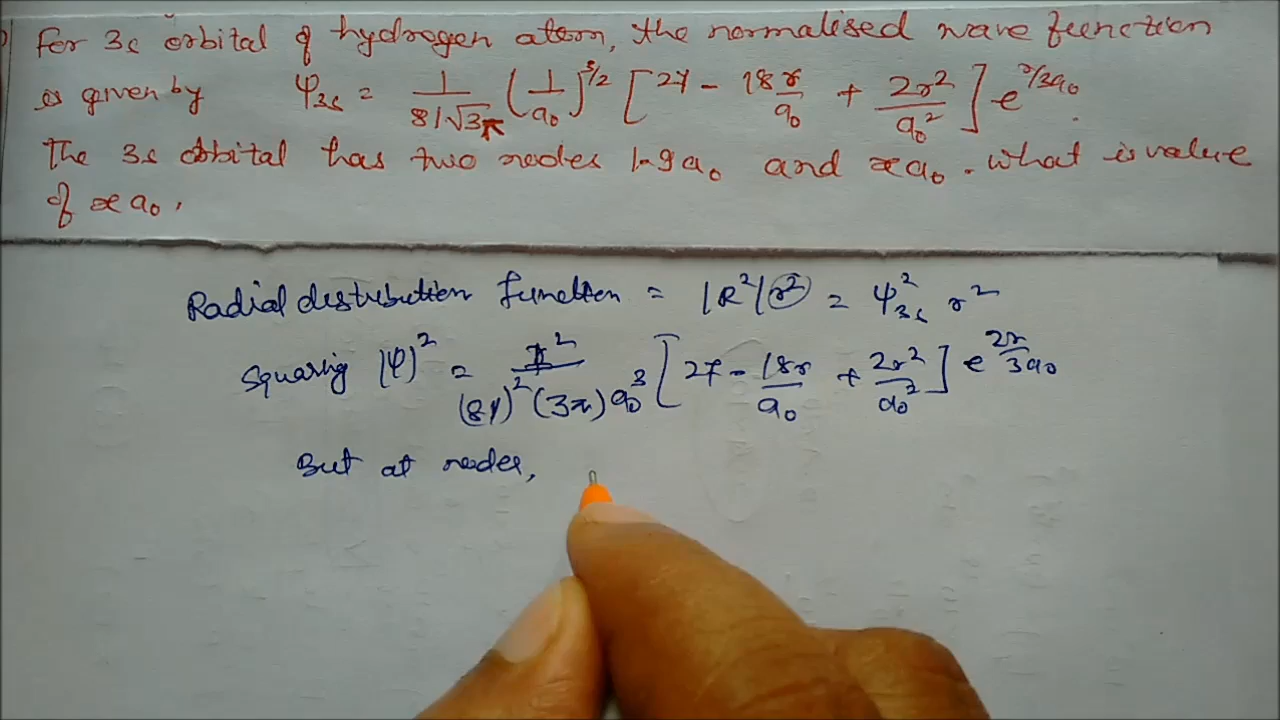 For 3s orbital of hydrogen atom, the normalised wave function
is given by ψ3s = 1/81√3π (1/a0)^3/2 [27 - 18r/a0 + 2r²/a0²] e^r/3a0.
The 3s orbital has two nodes 1.9a0 and xa0. What is value
of xa0.
Radial distribution function = |R²|r² = ψ²3s r²
Squaring |ψ|² = 1²/(81)²(3π)a0³ [27 - 18r/a0 + 2r²/a0²] e^2r/3a0
But at nodes,